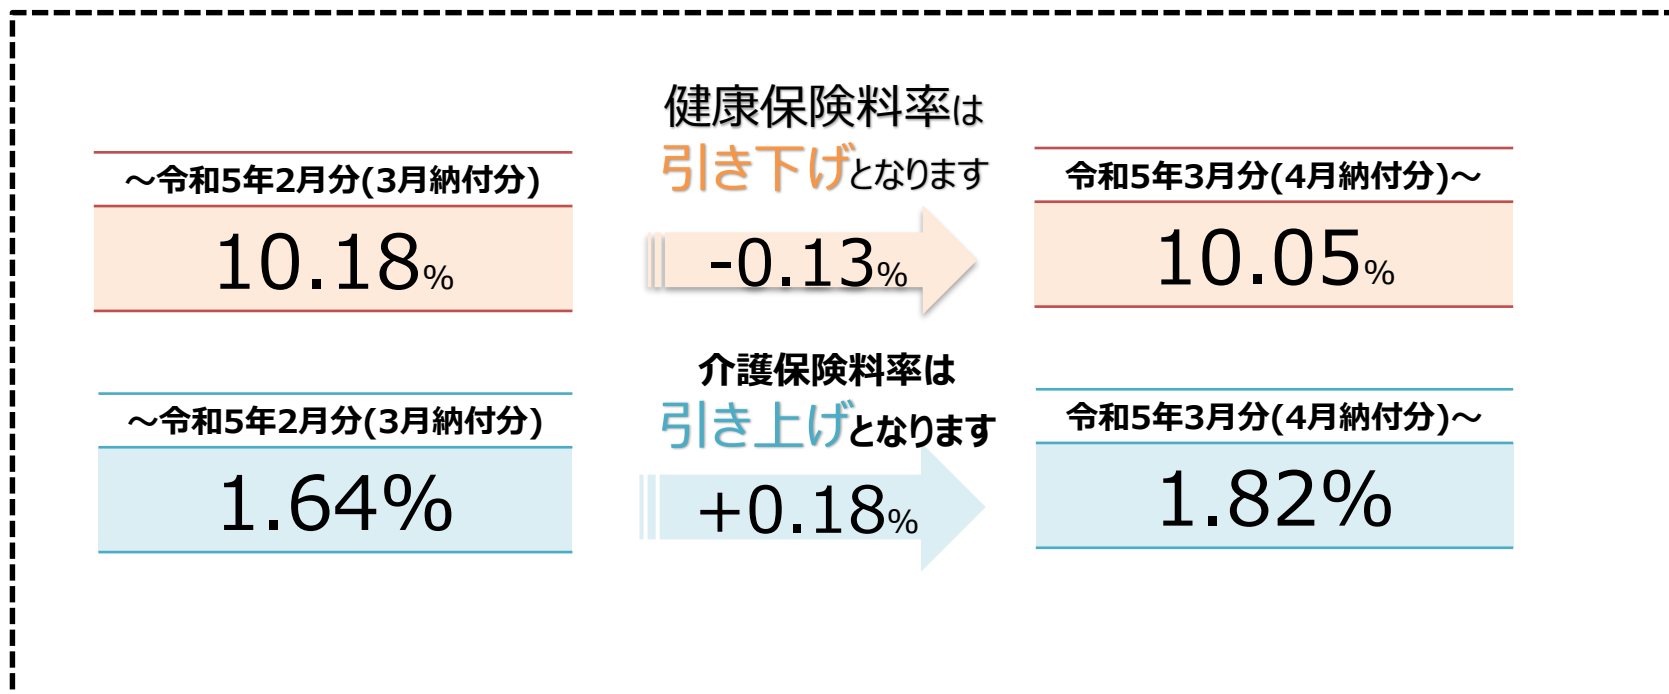 健康保険料率は
引き下げとなります
～令和5年2月分(3月納付分)
10.18%
-0.13%
令和5年3月分(4月納付分)～
10.05%
介護保険料率は
引き上げとなります
～令和5年2月分(3月納付分)
1.64%
+0.18%
令和5年3月分(4月納付分)～
1.82%